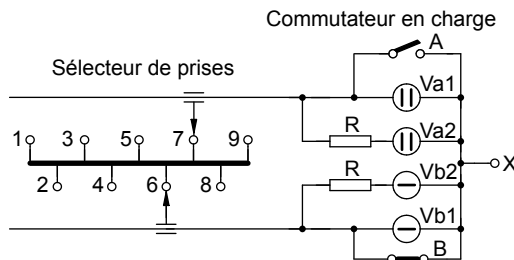 Commutateur en charge
A
Sélecteur de prises
Va1
1 3 5 7 9
R Va2
X
R Vb2
2 4 6 8
Vb1
B